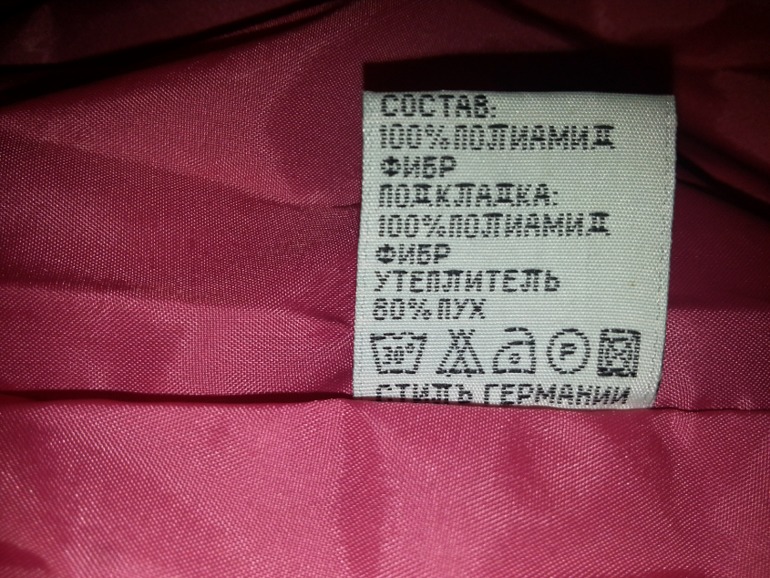 СОСТАВ:
100%ПОЛИАМИД
ФИБР
ПОДКЛАДКА:
100%ПОЛИАМИД
ФИБР
УТЕПЛИТЕЛЬ
80%ПУХ
30° P
СТИЛЬ ГЕРМАНИИ